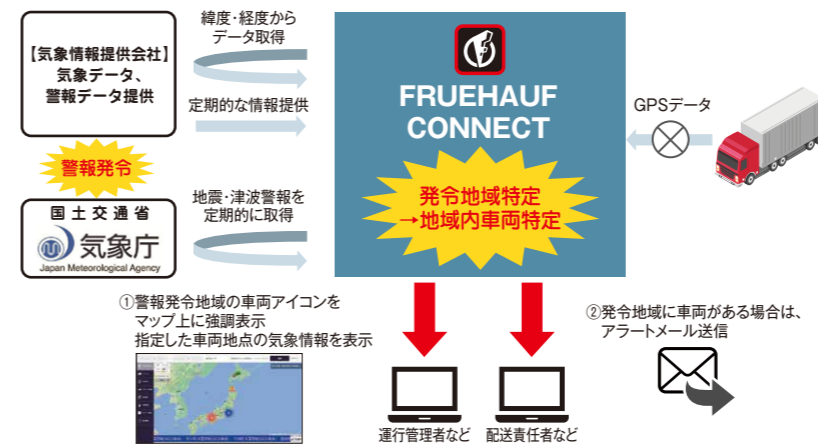 【気象情報提供会社】
気象データ、
警報データ提供
緯度・経度から
データ取得
定期的な情報提供
警報発令
国土交通省
気象庁
Japan Meteorological Agency
地震・津波警報を
定期的に取得
FRUEHAUF
CONNECT
発令地域特定
→地域内車両特定
GPSデータ
①警報発令地域の車両アイコンを
マップ上に強調表示
指定した車両地点の気象情報を表示
運行管理者など
配送責任者など
②発令地域に車両がある場合は、
アラートメール送信